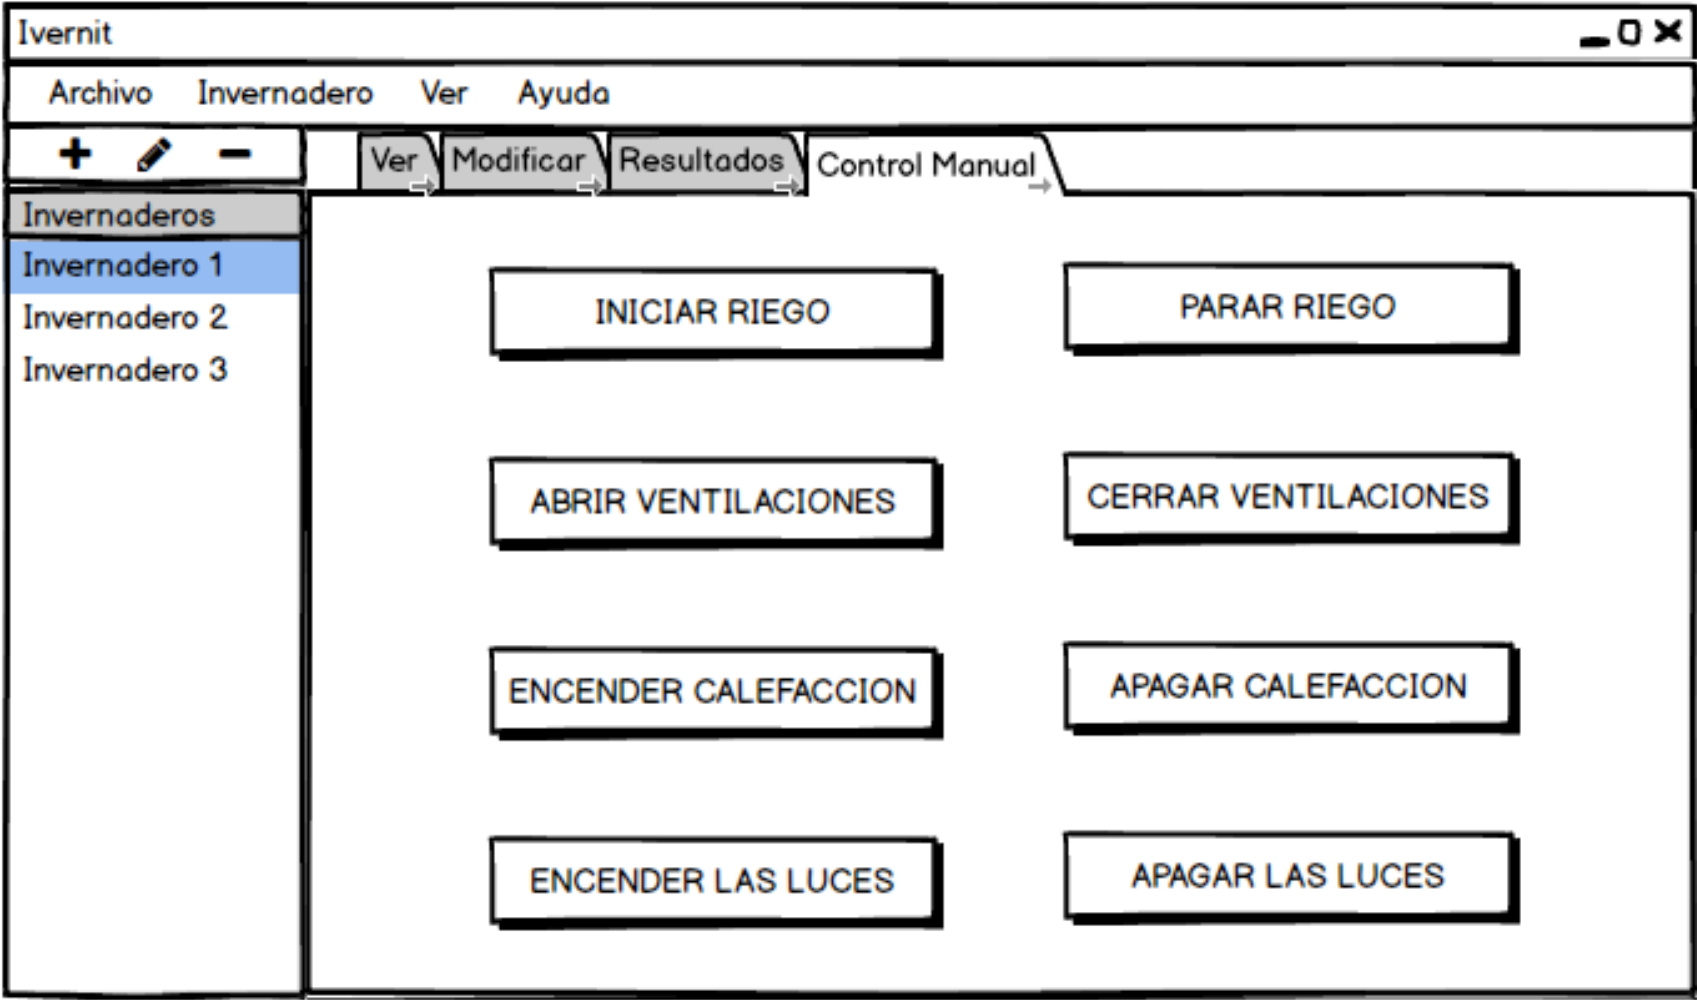 Ivernit
Archivo Invernadero Ver Ayuda
Ver Modificar Resultados Control Manual
Invernaderos
Invernadero 1
Invernadero 2
Invernadero 3
INICIAR RIEGO PARAR RIEGO
ABRIR VENTILACIONES CERRAR VENTILACIONES
ENCENDER CALEFACCION APAGAR CALEFACCION
ENCENDER LAS LUCES APAGAR LAS LUCES